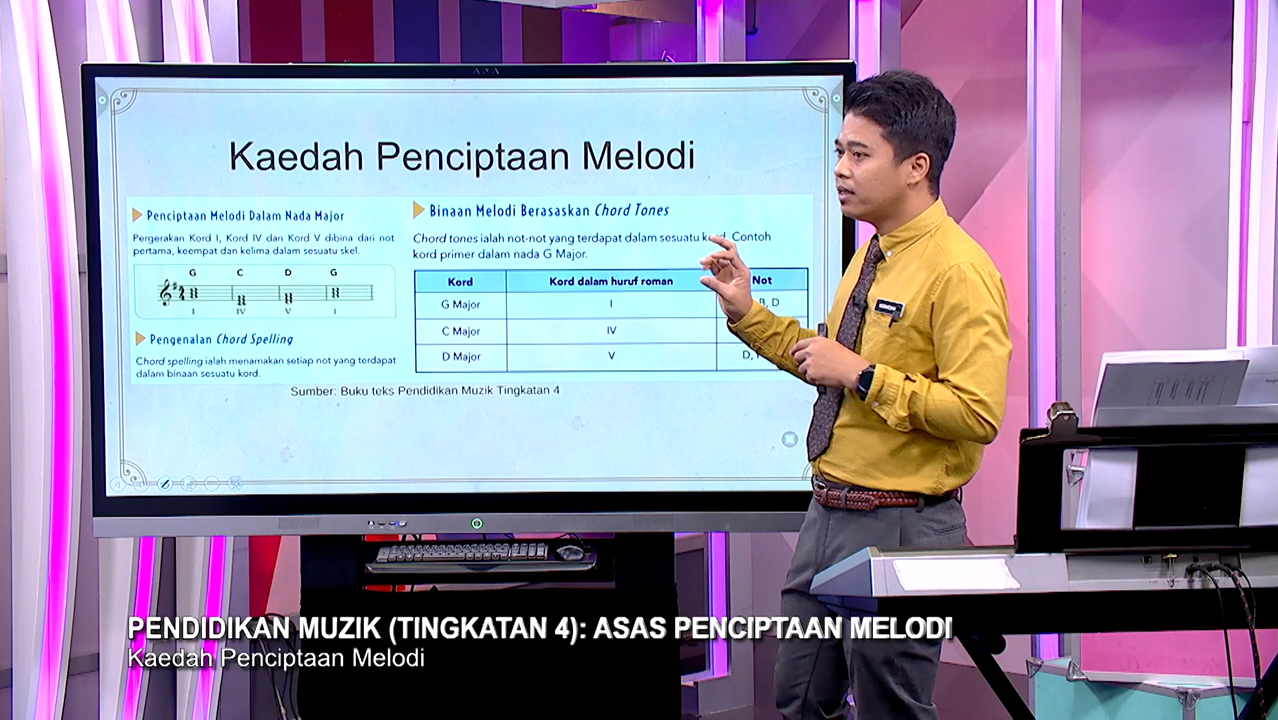 Kaedah Penciptaan Melodi
Penciptaan Melodi Dalam Nada Major
Pergerakan Kord I, Kord IV dan Kord V dibina dari not
pertama, keempat dan kelima dalam sesuatu skel.
G C D G
I IV V I
Pengenalan Chord Spelling
Chord spelling ialah menamakan setiap not yang terdapat
dalam binaan sesuatu kord.
Binaan Melodi Berasaskan Chord Tones
Chord tones ialah not-not yang terdapat dalam sesuatu kord. Contoh
kord primer dalam nada G Major.
Kord Kord dalam huruf roman Not
G Major I B, D
C Major IV
D Major V D,
Sumber: Buku teks Pendidikan Muzik Tingkatan 4
PENDIDIKAN MUZIK (TINGKATAN 4): ASAS PENCIPTAAN MELODI
Kaedah Penciptaan Melodi